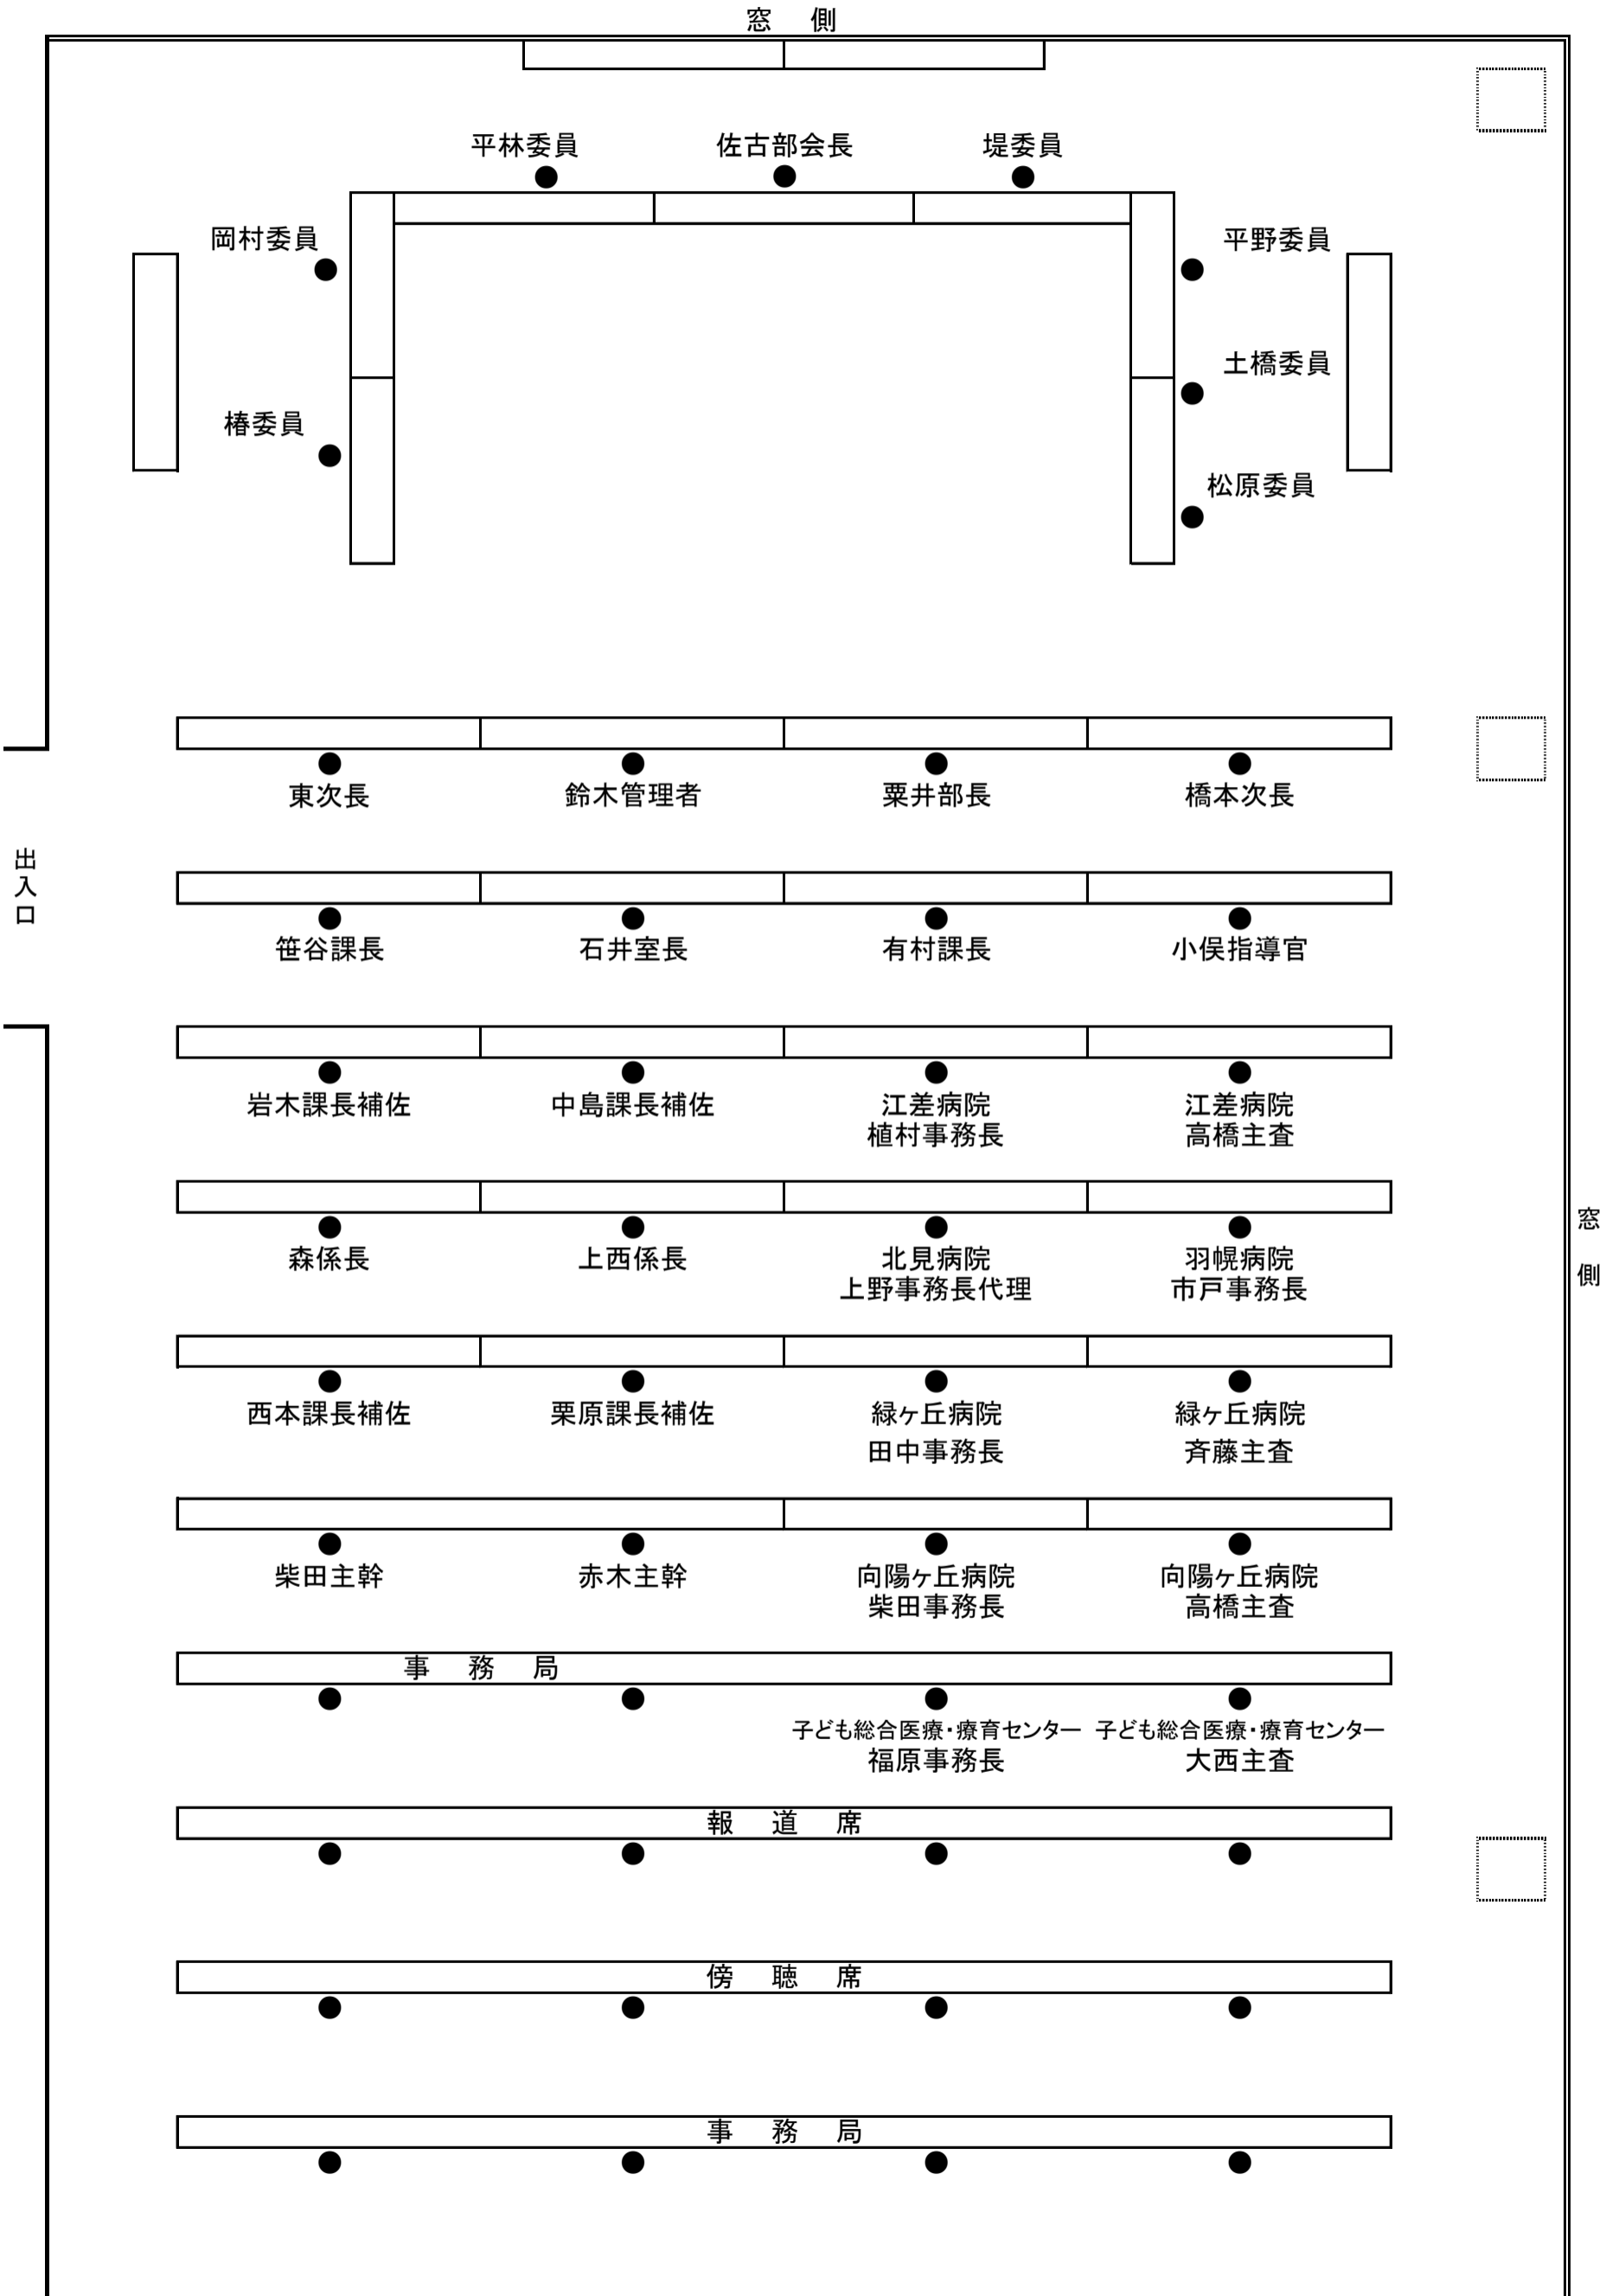 窓 側
平林委員
佐古部会長
堤委員
岡村委員
平野委員
土橋委員
椿委員
松原委員
東次長
鈴木管理者
粟井部長
橋本次長
出入口
笹谷課長
石井室長
有村課長
小俣指導官
岩木課長補佐
中島課長補佐
江差病院
植村事務長
江差病院
高橋主査
窓 側
森係長
上西係長
北見病院
上野事務長代理
羽幌病院
市戸事務長
西本課長補佐
栗原課長補佐
緑ヶ丘病院
田中事務長
緑ヶ丘病院
斉藤主査
柴田主幹
赤木主幹
向陽ヶ丘病院
柴田事務長
向陽ヶ丘病院
高橋主査
事 務 局
子ども総合医療・療育センター
福原事務長
子ども総合医療・療育センター
大西主査
報 道 席
傍 聴 席
事 務 局